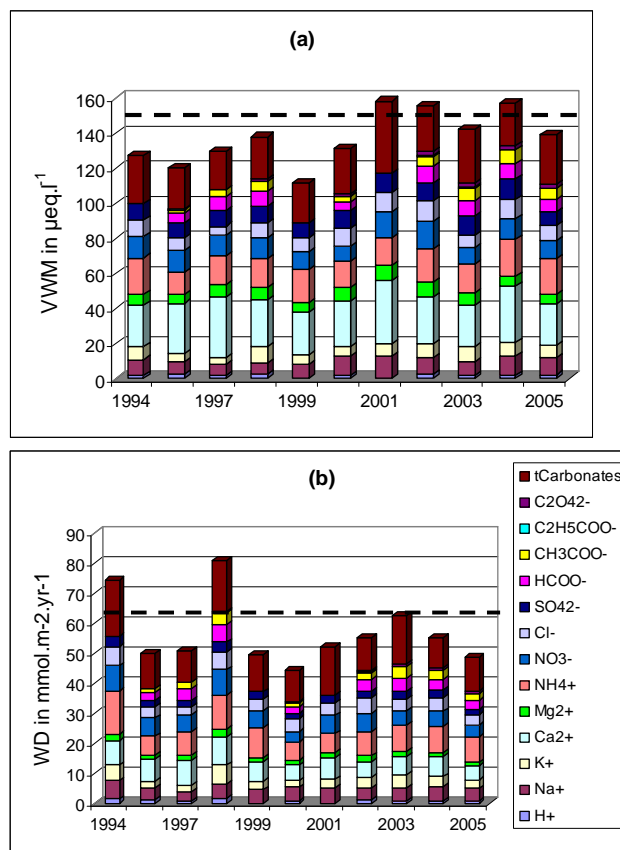 (a)
VWM in µeq.l-1
160
140
120
100
80
60
40
20
0
1994 1997 1999 2001 2003 2005
(b)
WD in mmol.m-2.yr-1
90
80
70
60
50
40
30
20
10
0
1994 1997 1999 2001 2003 2005
tCarbonates
C2O42-
C2H5COO-
CH3COO-
HCOO-
SO42-
Cl-
NO3-
NH4+
Mg2+
Ca2+
K+
Na+
H+